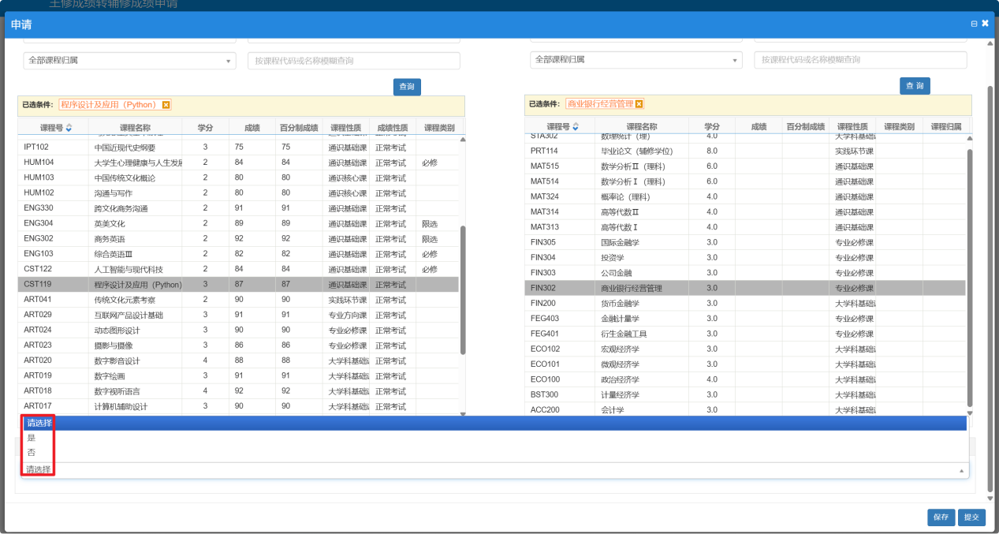 主修成绩转辅修成绩申请
申请
全部课程归属 按课程代码或名称模糊查询
查询
已选条件: 程序设计及应用（Python）
课程号 课程名称 学分 成绩 百分制成绩 课程性质 成绩性质 课程类别
IPT102 中国近现代史纲要 3 75 75 通识基础课 正常考试
HUM104 大学生心理健康与人生发展 2 84 84 通识基础课 正常考试 必修
HUM103 中国传统文化概论 2 80 80 通识核心课 正常考试
HUM102 沟通与写作 2 80 80 通识核心课 正常考试
ENG330 跨文化商务沟通 2 91 91 通识基础课 正常考试
ENG304 英美文化 2 89 89 通识基础课 正常考试 限选
ENG302 商务英语 2 92 92 通识基础课 正常考试 限选
ENG103 综合英语Ⅲ 2 82 82 通识基础课 正常考试 必修
CST122 人工智能与现代科技 2 84 84 通识基础课 正常考试 必修
CST119 程序设计及应用（Python） 3 87 87 通识基础课 正常考试
ART041 传统文化元素考察 2 90 90 实践环节课 正常考试
ART029 互联网产品设计基础 3 91 91 专业方向课 正常考试
ART024 动态图形设计 3 90 90 专业必修课 正常考试
ART023 摄影与摄像 3 86 86 专业必修课 正常考试
ART020 数字影音设计 4 88 88 大学科基础 正常考试
ART019 数字绘画 3 91 91 大学科基础 正常考试
ART018 数字视听语言 4 92 92 大学科基础 正常考试
ART017 计算机辅助设计 3 90 90 大学科基础 正常考试
全部课程归属 按课程代码或名称模糊查询
查 询
已选条件: 商业银行经营管理
课程号 课程名称 学分 成绩 百分制成绩 课程性质 课程类别 课程归属
STA302 数理统计（理） 4.0 大学科基础
PRT114 毕业论文（辅修学位） 8.0 实践环节课
MAT515 数学分析Ⅱ（理科） 6.0 通识基础课
MAT514 数学分析Ⅰ（理科） 6.0 通识基础课
MAT324 概率论（理科） 4.0 通识基础课
MAT314 高等代数Ⅱ 4.0 通识基础课
MAT313 高等代数Ⅰ 4.0 通识基础课
FIN305 国际金融学 3.0 专业必修课
FIN304 投资学 3.0 专业必修课
FIN303 公司金融 3.0 专业必修课
FIN302 商业银行经营管理 3.0 专业必修课
FIN200 货币金融学 3.0 大学科基础
FEG403 金融计量学 3.0 专业必修课
FEG401 衍生金融工具 3.0 专业必修课
ECO102 宏观经济学 3.0 大学科基础
ECO101 微观经济学 3.0 大学科基础
ECO100 政治经济学 4.0 大学科基础
BST300 计量经济学 3.0 大学科基础
ACC200 会计学 3.0 大学科基础
请选择
是
否
请选择
保存 提交